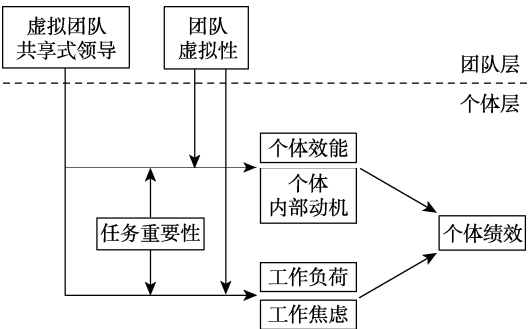 虚拟团队
共享式领导
团队
虚拟性
团队层
个体层
个体效能
个体
内部动机
任务重要性
个体绩效
工作负荷
工作焦虑